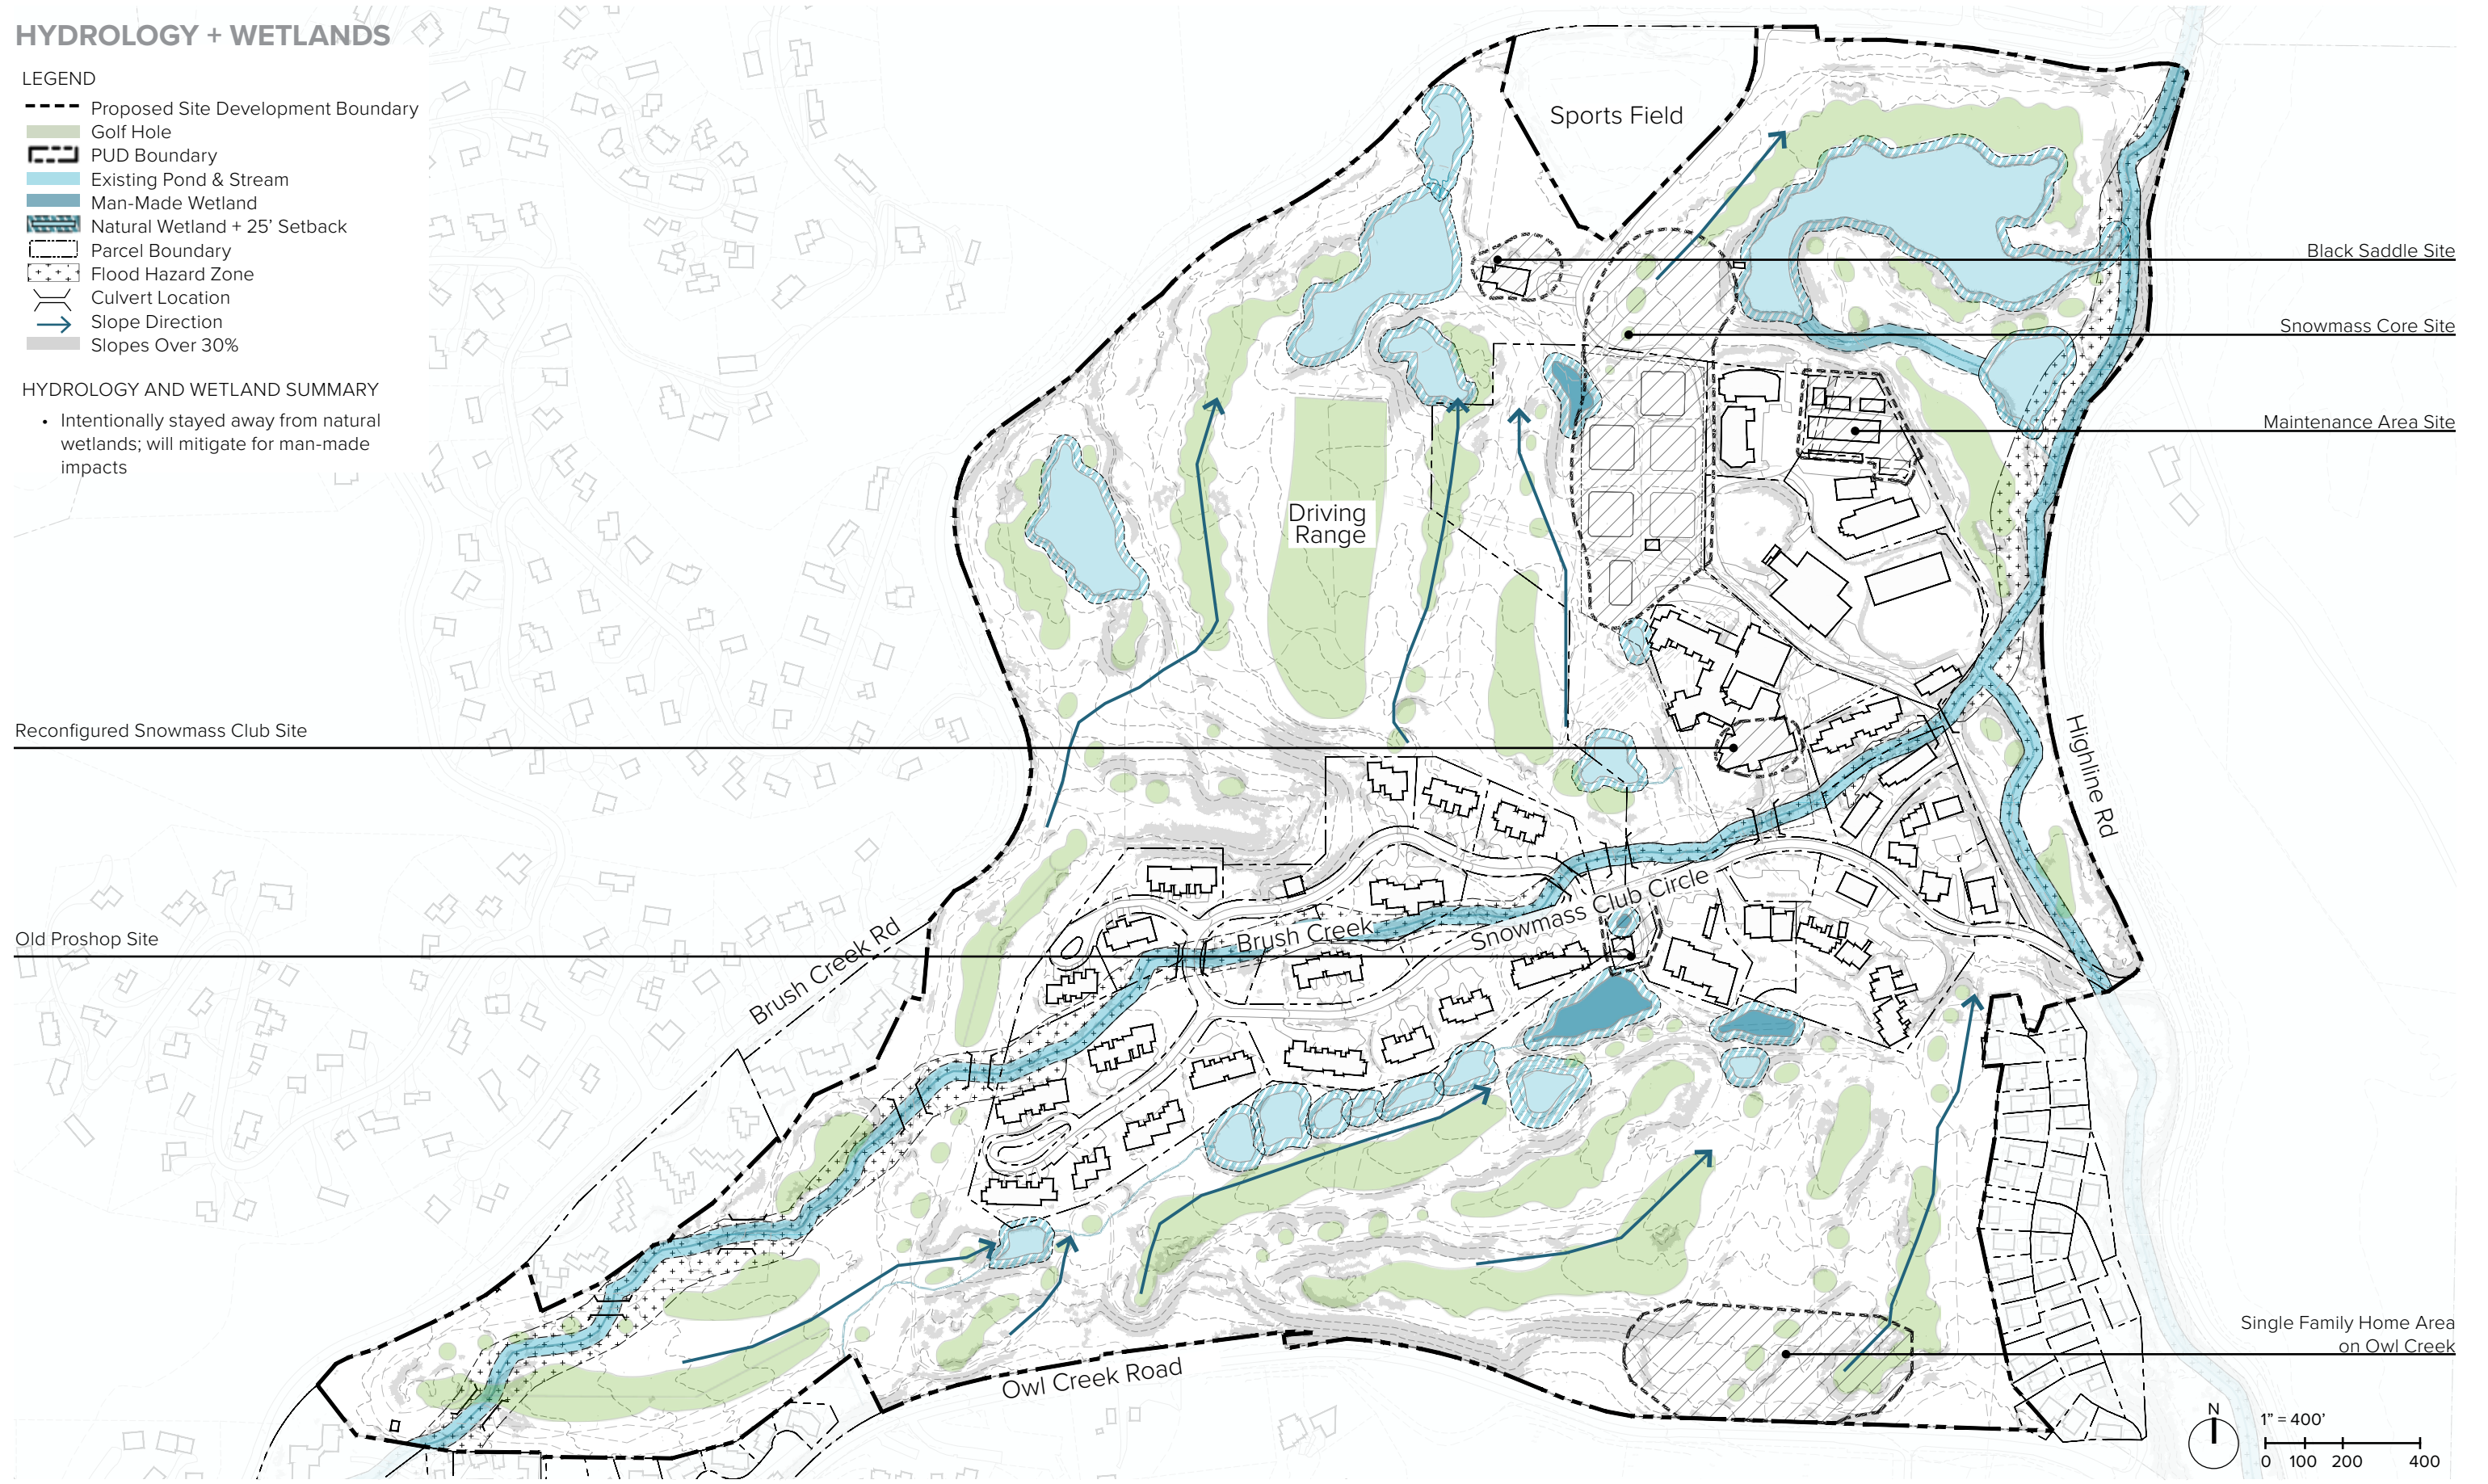 HYDROLOGY + WETLANDS
LEGEND
Proposed Site Development Boundary
Golf Hole
PUD Boundary
Existing Pond & Stream
Man-Made Wetland
Natural Wetland + 25’ Setback
Parcel Boundary
Flood Hazard Zone
Culvert Location
Slope Direction
Slopes Over 30%
HYDROLOGY AND WETLAND SUMMARY
• Intentionally stayed away from natural
wetlands; will mitigate for man-made
impacts
Sports Field
Black Saddle Site
Snowmass Core Site
Maintenance Area Site
Driving
Range
Reconfigured Snowmass Club Site
Highline Rd
Old Proshop Site
Brush Creek Rd
Brush Creek
Snowmass Club Circle
Single Family Home Area
on Owl Creek
Owl Creek Road
N
1” = 400’
0 100 200 400